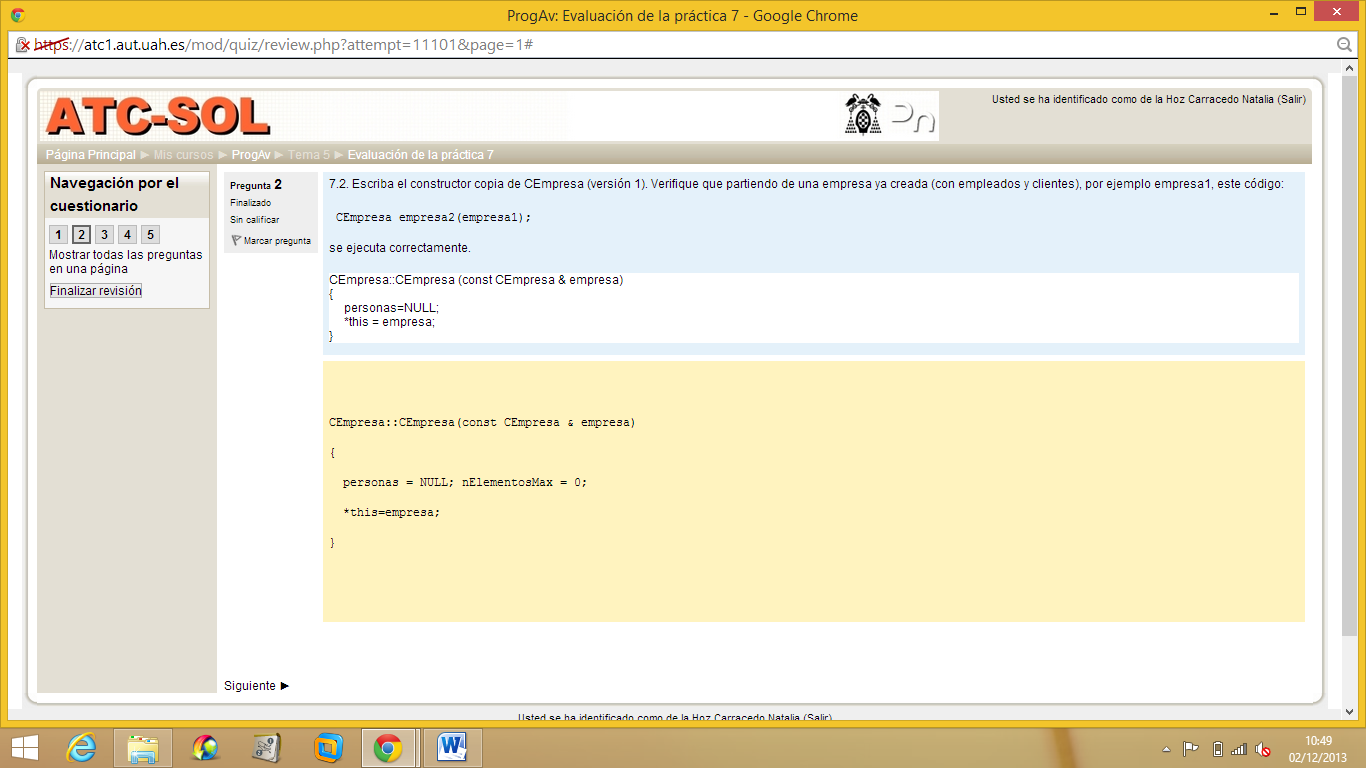 ProgAv: Evaluación de la práctica 7 - Google Chrome
https://atc1.aut.uah.es/mod/quiz/review.php?attempt=11101&page=1#
ATC-SOL
Usted se ha identificado como de la Hoz Carracedo Natalia (Salir)
Página Principal ► Mis cursos ► ProgAv ► Tema 5 ► Evaluación de la práctica 7
Navegación por el
cuestionario
1 2 3 4 5
Mostrar todas las preguntas
en una página
Finalizar revisión
Pregunta 2
Finalizado
Sin calificar
Marcar pregunta
7.2. Escriba el constructor copia de CEmpresa (versión 1). Verifique que partiendo de una empresa ya creada (con empleados y clientes), por ejemplo empresa1, este código:
CEmpresa empresa2(empresa1);
se ejecuta correctamente.
CEmpresa::CEmpresa (const CEmpresa & empresa)
{
personas=NULL;
*this = empresa;
}
CEmpresa::CEmpresa(const CEmpresa & empresa)
{
personas = NULL; nElementosMax = 0;
*this=empresa;
}
Siguiente ►
Usted se ha identificado como de la Hoz Carracedo Natalia (Salir)
10:49
02/12/2013